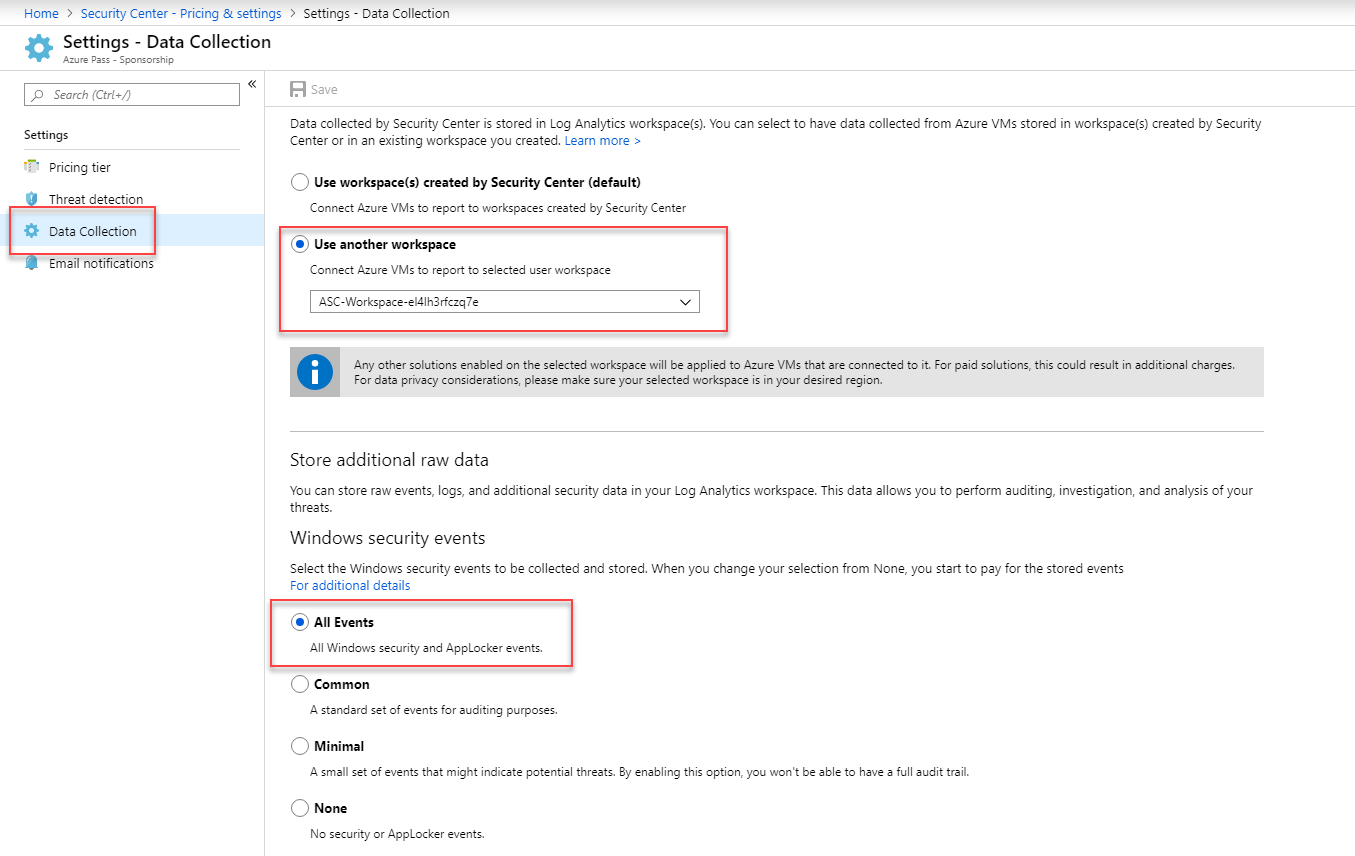 Home > Security Center - Pricing & settings > Settings - Data Collection
Settings - Data Collection
Azure Pass - Sponsorship
Search (Ctrl+/)
«
Settings
Pricing tier
Threat detection
Data Collection
Email notifications
Save
Data collected by Security Center is stored in Log Analytics workspace(s). You can select to have data collected from Azure VMs stored in workspace(s) created by Security
Center or in an existing workspace you created. Learn more >
Use workspace(s) created by Security Center (default)
Connect Azure VMs to report to workspaces created by Security Center
Use another workspace
Connect Azure VMs to report to selected user workspace
ASC-Workspace-el4lh3rfczq7e
Any other solutions enabled on the selected workspace will be applied to Azure VMs that are connected to it. For paid solutions, this could result in additional charges.
For data privacy considerations, please make sure your selected workspace is in your desired region.
Store additional raw data
You can store raw events, logs, and additional security data in your Log Analytics workspace. This data allows you to perform auditing, investigation, and analysis of your
threats.
Windows security events
Select the Windows security events to be collected and stored. When you change your selection from None, you start to pay for the stored events
For additional details
All Events
All Windows security and AppLocker events.
Common
A standard set of events for auditing purposes.
Minimal
A small set of events that might indicate potential threats. By enabling this option, you won't be able to have a full audit trail.
None
No security or AppLocker events.